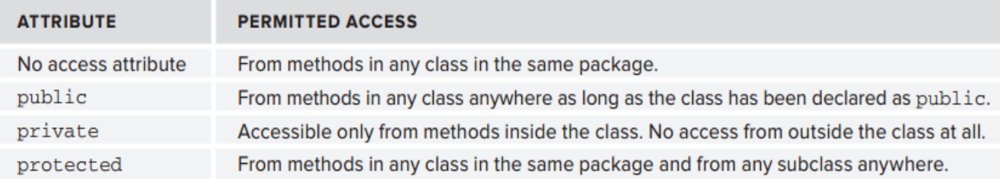 ATTRIBUTE PERMITTED ACCESS
No access attribute From methods in any class in the same package.
public From methods in any class anywhere as long as the class has been declared as public.
private Accessible only from methods inside the class. No access from outside the class at all.
protected From methods in any class in the same package and from any subclass anywhere.